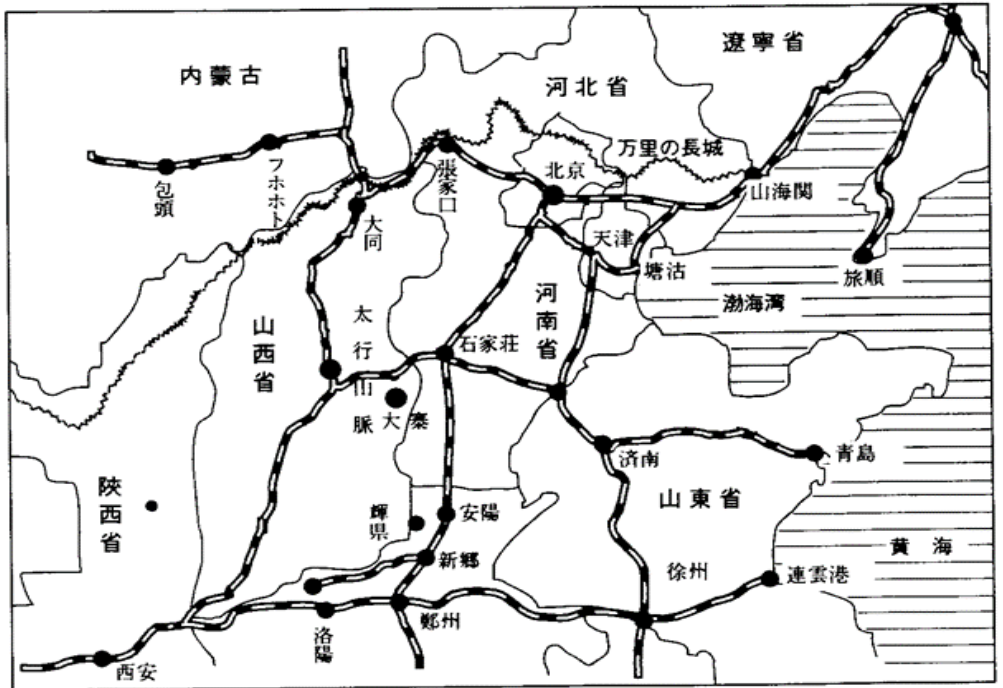 内蒙古
遼寧省
河北省
万里の長城
北京
張家口
山海関
フホホト
包頭
大同
天津
塘沽
旅順
渤海湾
河南省
山西省
太行山脈
石家荘
大寨
済南
青島
陝西省
山東省
輝県
安陽
黄海
新郷
徐州
連雲港
鄭州
洛陽
西安